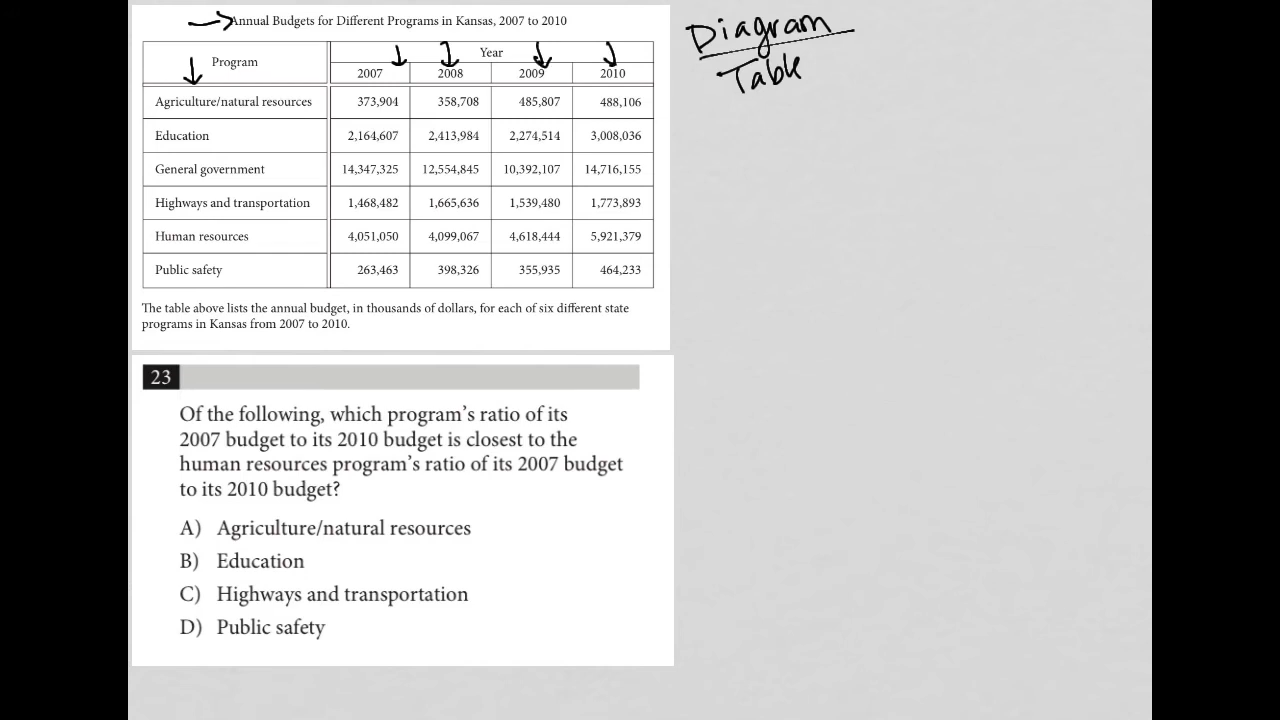 Annual Budgets for Different Programs in Kansas, 2007 to 2010
Diagram
Table
Program Year
2007 2008 2009 2010
Agriculture/natural resources 373,904 358,708 485,807 488,106
Education 2,164,607 2,413,984 2,274,514 3,008,036
General government 14,347,325 12,554,845 10,392,107 14,716,155
Highways and transportation 1,468,482 1,665,636 1,539,480 1,773,893
Human resources 4,051,050 4,099,067 4,618,444 5,921,379
Public safety 263,463 398,326 355,935 464,233
The table above lists the annual budget, in thousands of dollars, for each of six different state
programs in Kansas from 2007 to 2010.
23
Of the following, which program’s ratio of its
2007 budget to its 2010 budget is closest to the
human resources program’s ratio of its 2007 budget
to its 2010 budget?
A) Agriculture/natural resources
B) Education
C) Highways and transportation
D) Public safety